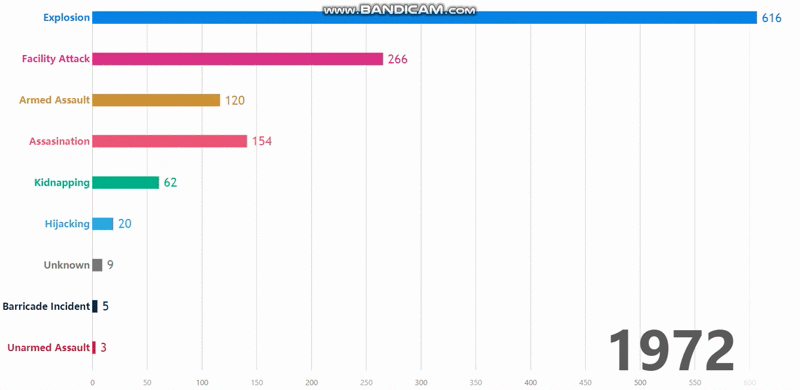 www.BANDICAM.com
Explosion 616
Facility Attack 266
Armed Assault 120
Assasination 154
Kidnapping 62
Hijacking 20
Unknown 9
Barricade Incident 5
Unarmed Assault 3
1972
0 50 100 150 200 250 300 350 400 450 500 550 600